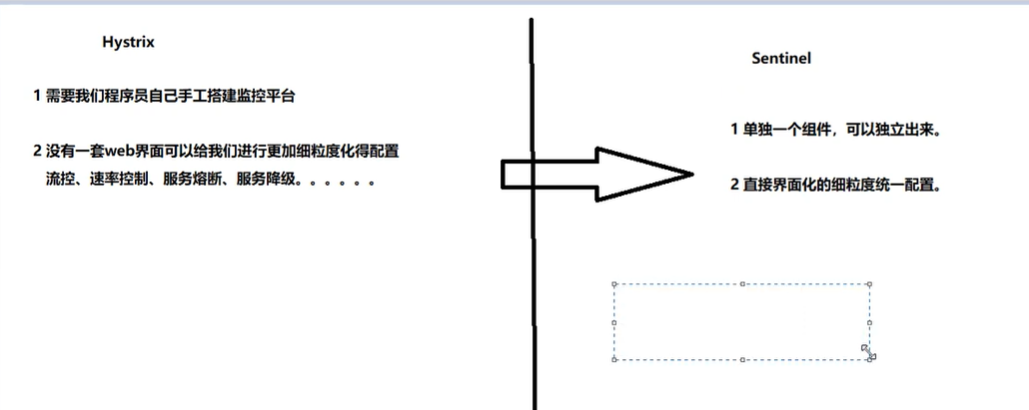 Hystrix
1 需要我们程序员自己手工搭建监控平台
2 没有一套web界面可以给我们进行更加细粒度化得配置
流控、速率控制、服务熔断、服务降级。。。。。。
Sentinel
1 单独一个组件，可以独立出来。
2 直接界面化的细粒度统一配置。